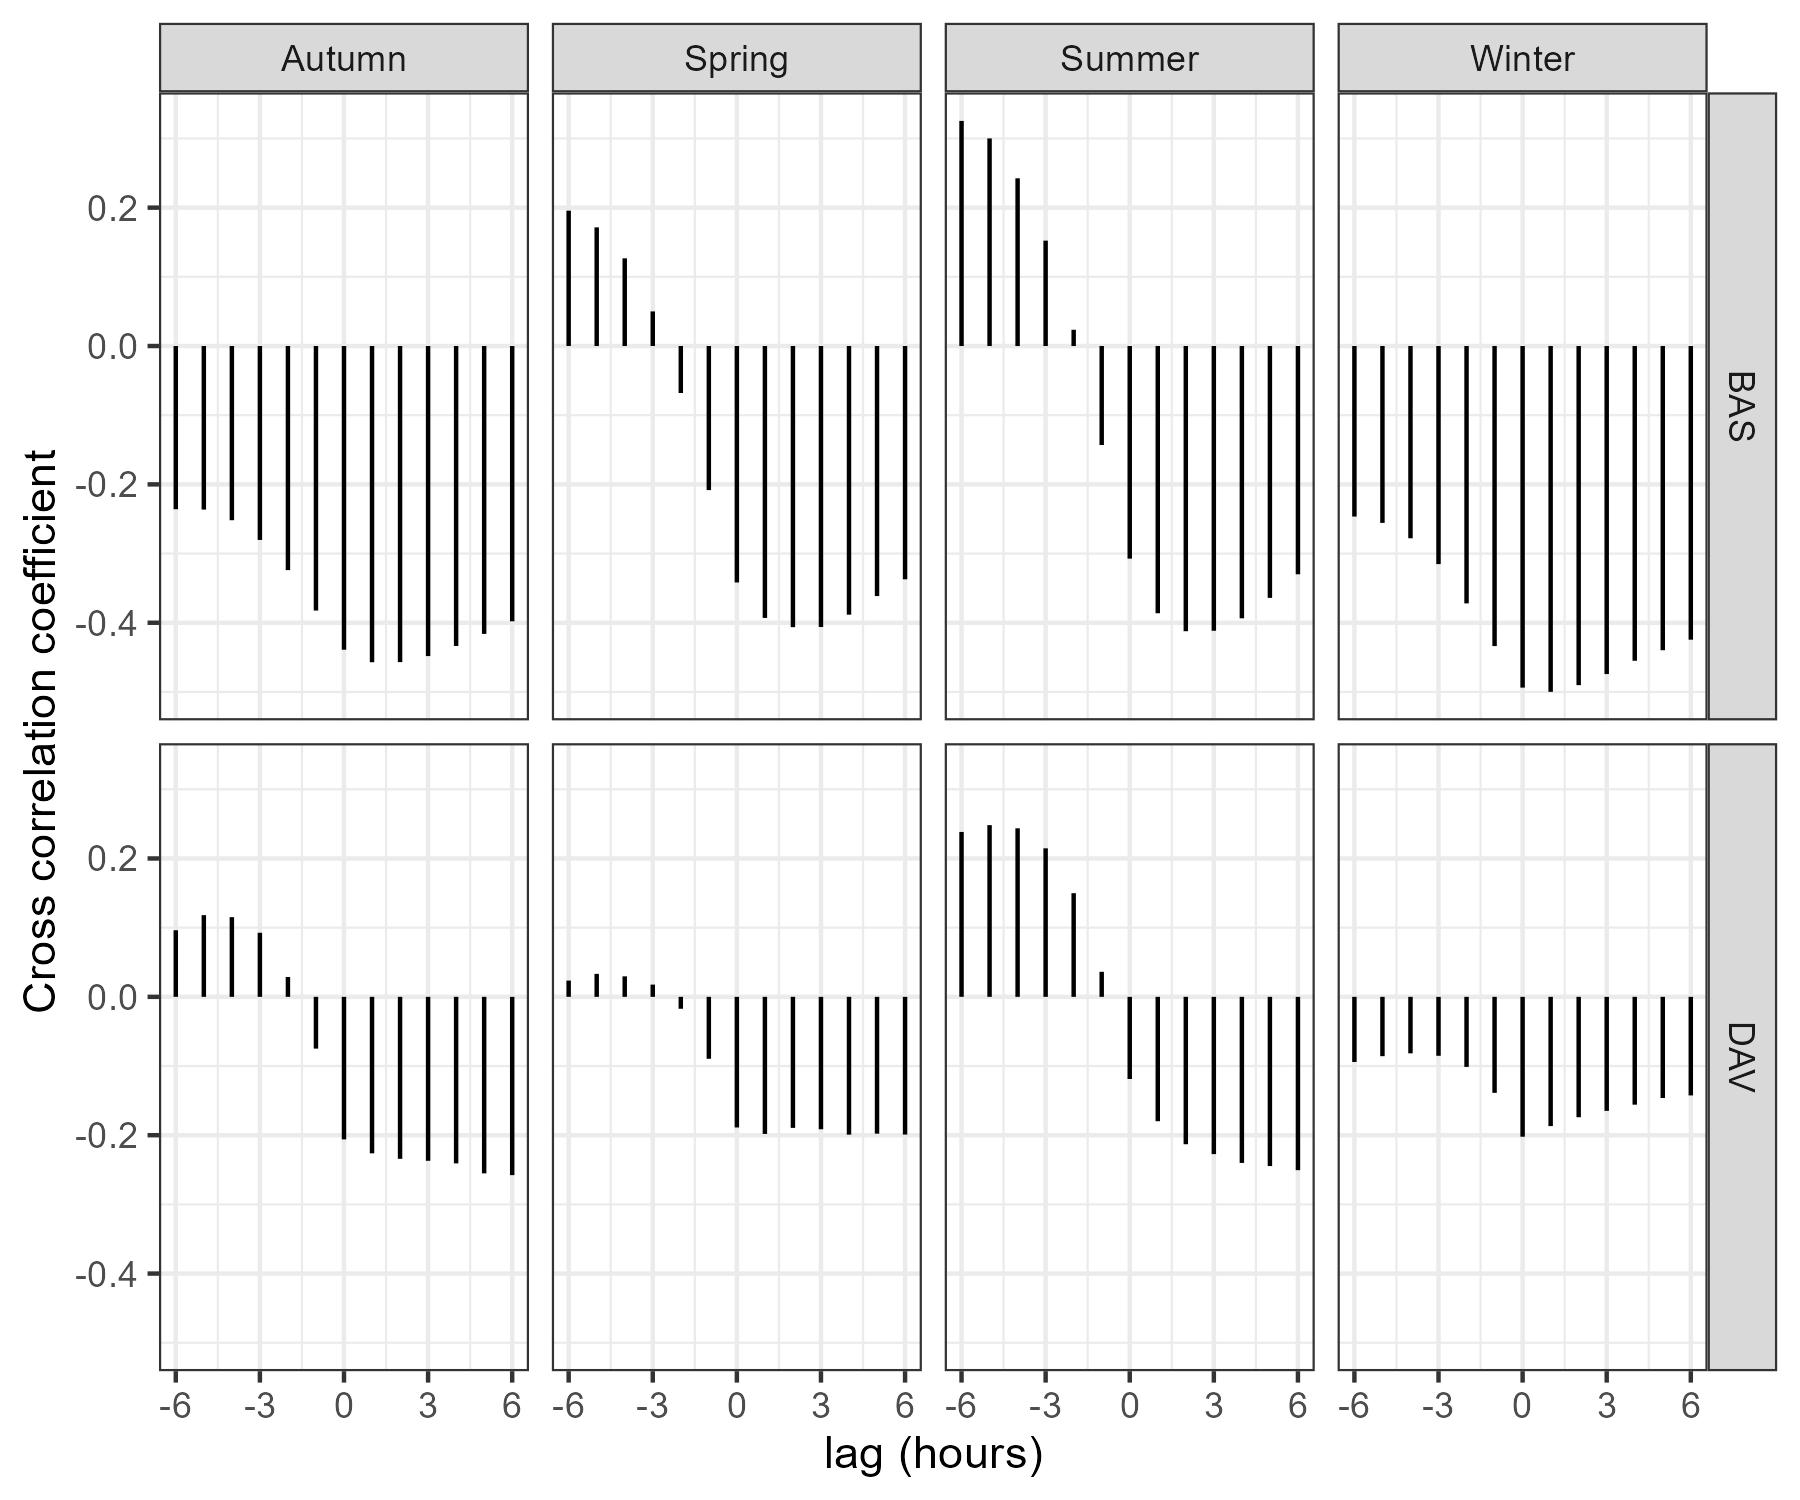 Autumn Spring Summer Winter
0.2
0.0
-0.2
-0.4
BAS
0.2
0.0
-0.2
-0.4
DAV
-6 -3 0 3 6 -6 -3 0 3 6 -6 -3 0 3 6 -6 -3 0 3 6
lag (hours)
Cross correlation coefficient